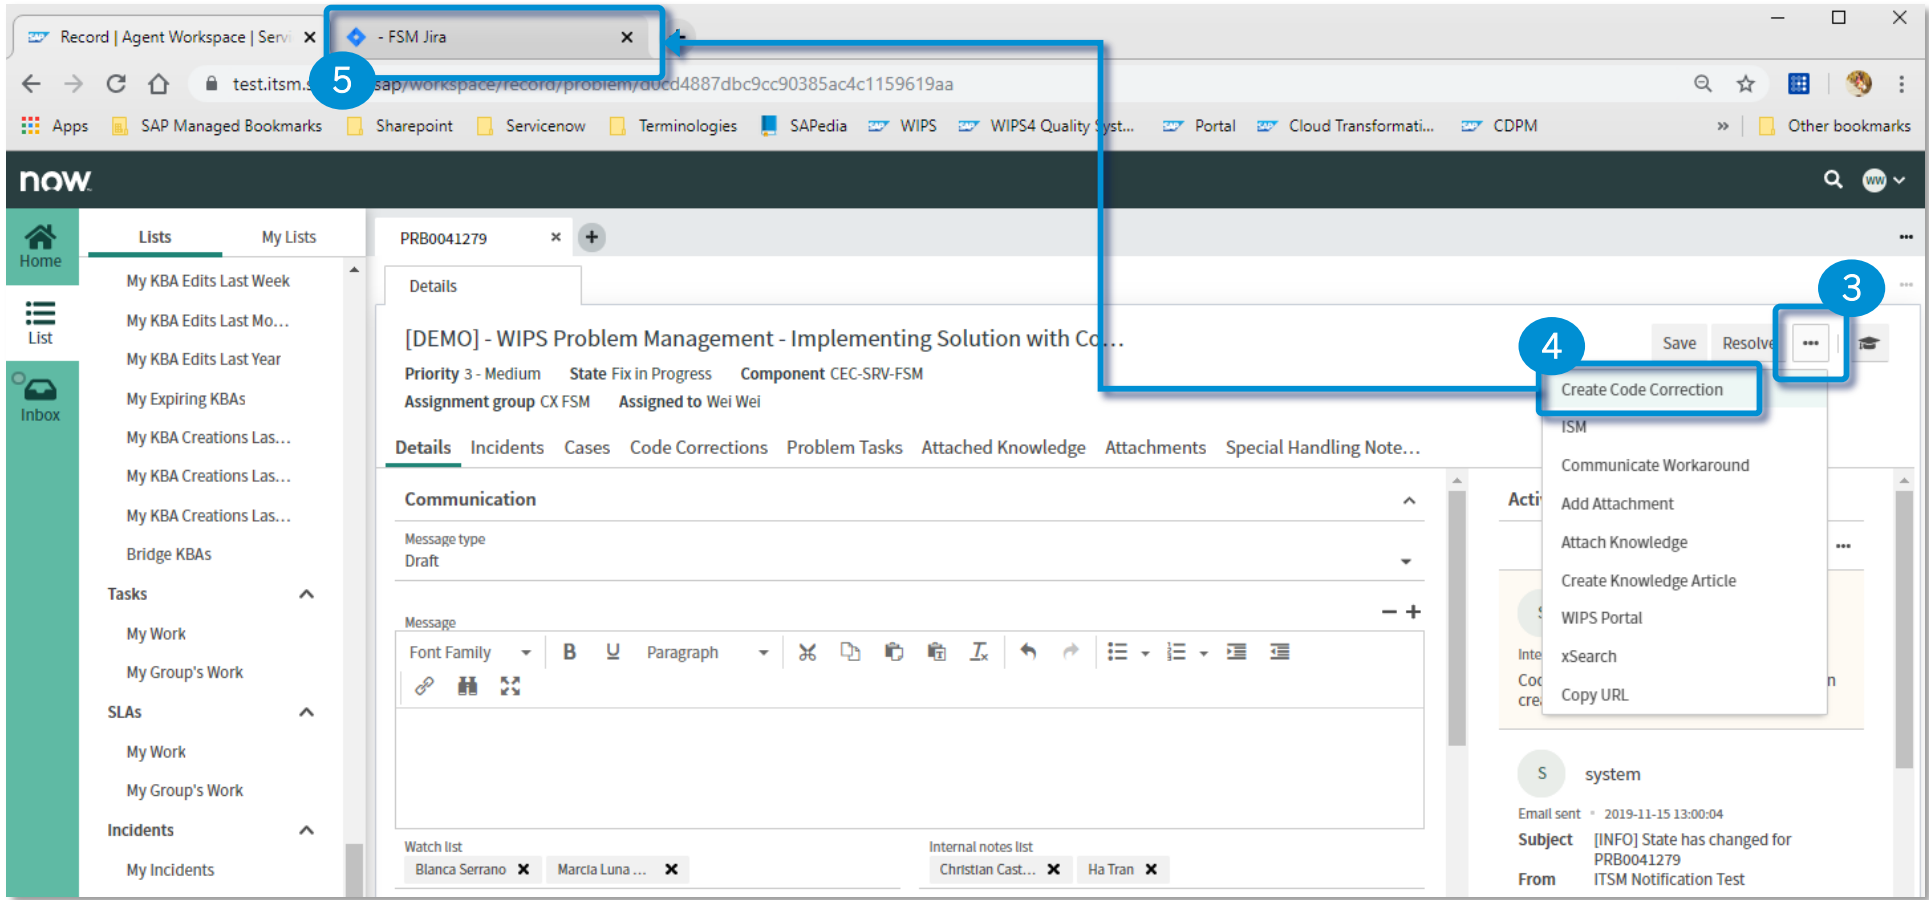 Record | Agent Workspace | Servi
- FSM Jira
5
test.itsm.s
sap/workspace/record/problem/d0cd4887dbc9cc90385ac4c1159619aa
Apps
SAP Managed Bookmarks
Sharepoint
Servicenow
Terminologies
SAPedia
WIPS
WIPS4 Quality Syst...
Portal
Cloud Transformati...
CDPM
»
Other bookmarks
now
WW
Home
List
Inbox
Lists
My Lists
My KBA Edits Last Week
My KBA Edits Last Mo...
My KBA Edits Last Year
My Expiring KBAs
My KBA Creations Las...
My KBA Creations Las...
My KBA Creations Las...
Bridge KBAs
Tasks
My Work
My Group's Work
SLAs
My Work
My Group's Work
Incidents
My Incidents
PRB0041279
Details
3
[DEMO] - WIPS Problem Management - Implementing Solution with Co...
4
Save
Resolve
Priority 3 - Medium State Fix in Progress Component CEC-SRV-FSM
Assignment group CX FSM Assigned to Wei Wei
Details Incidents Cases Code Corrections Problem Tasks Attached Knowledge Attachments Special Handling Note...
Create Code Correction
ISM
Communicate Workaround
Add Attachment
Attach Knowledge
Create Knowledge Article
WIPS Portal
xSearch
Copy URL
Communication
Message type
Draft
Message
Font Family
B
U
Paragraph
Watch list
Blanca Serrano
Marcia Luna ...
Internal notes list
Christian Cast...
Ha Tran
Acti
Inte
Coc
n
cre
S
system
Email sent • 2019-11-15 13:00:04
Subject [INFO] State has changed for
PRB0041279
From ITSM Notification Test